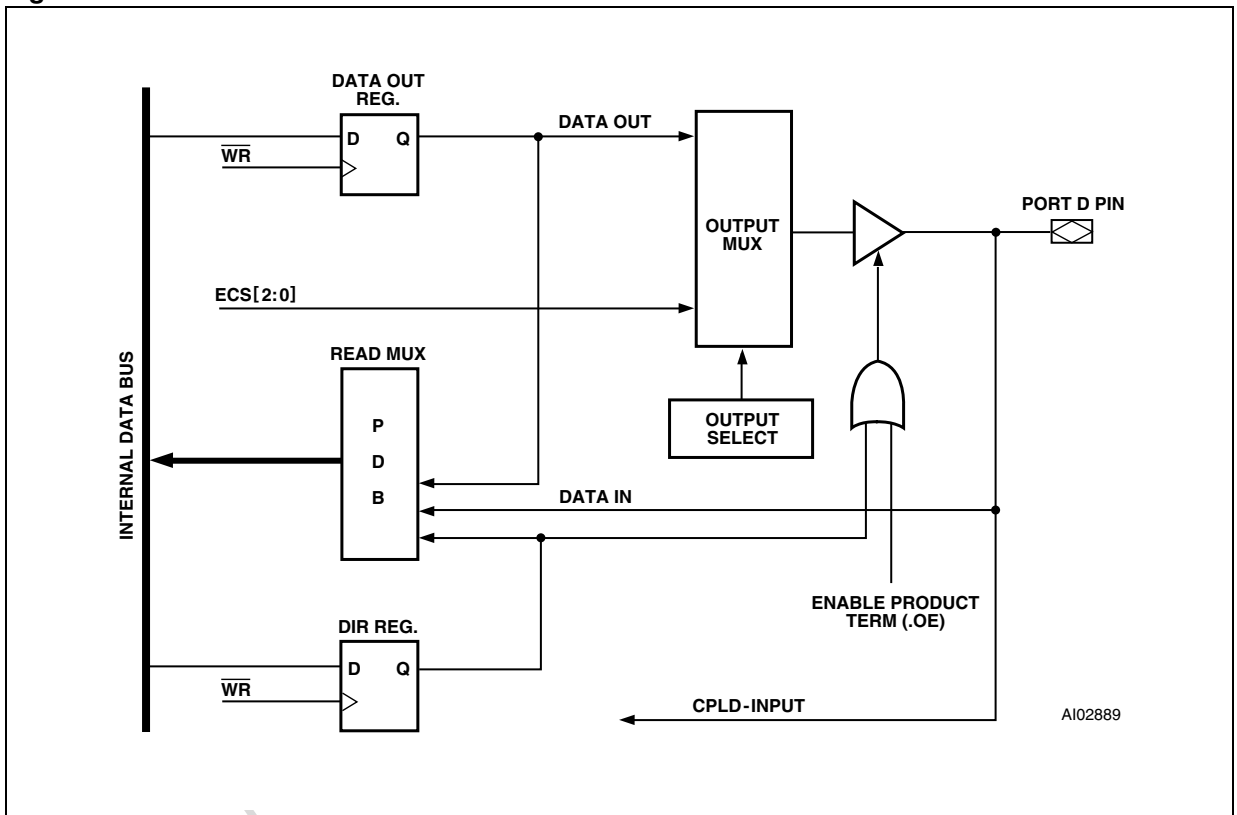 DATA OUT
REG.
D Q
WR
DATA OUT
OUTPUT
MUX
PORT D PIN
ECS[2:0]
READ MUX
P
D
B
OUTPUT
SELECT
INTERNAL DATA BUS
DATA IN
ENABLE PRODUCT
TERM (.OE)
DIR REG.
D Q
WR
CPLD-INPUT
AI02889